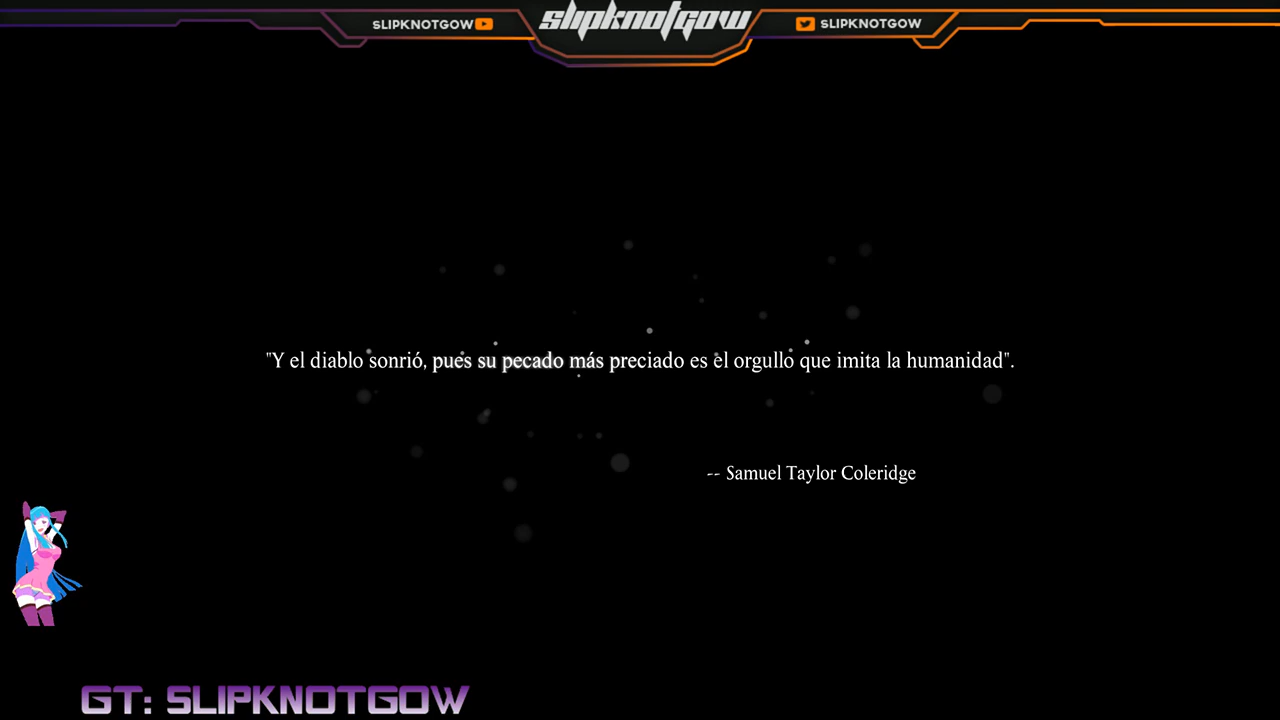 SLIPKNOTGOW
slipknotgow
SLIPKNOTGOW
"Y el diablo sonrió, pues su pecado más preciado es el orgullo que imita la humanidad".
-- Samuel Taylor Coleridge
GT: SLIPKNOTGOW